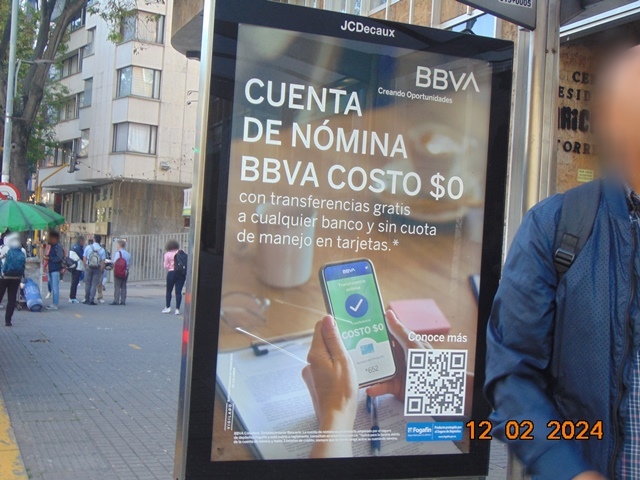 JCDecaux
BBVA
Creando Oportunidades
CUENTA
DE NÓMINA
BBVA COSTO $0
con transferencias gratis
a cualquier banco y sin cuota
de manejo en tarjetas.*
BBVA
COSTO $0
Conoce más
Fogafín
12 02 2024